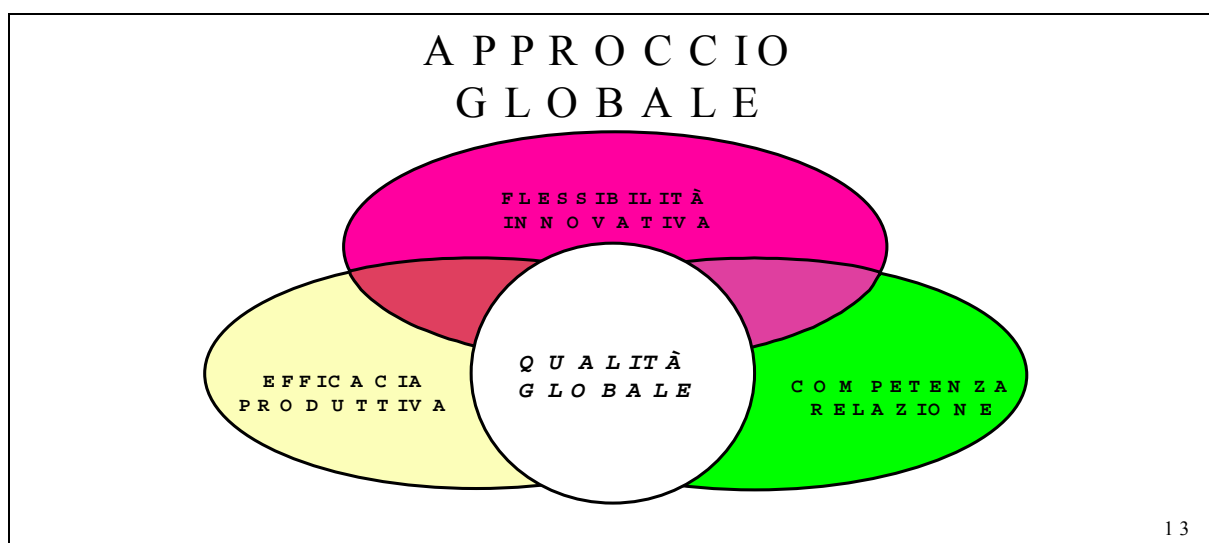 APPROCCIO
GLOBALE
FLESSIBILITÀ
INNOVATIVA
QUALITÀ
GLOBALE
EFFICACIA
PRODUTTIVA
COMPETENZA
RELAZIONE
13